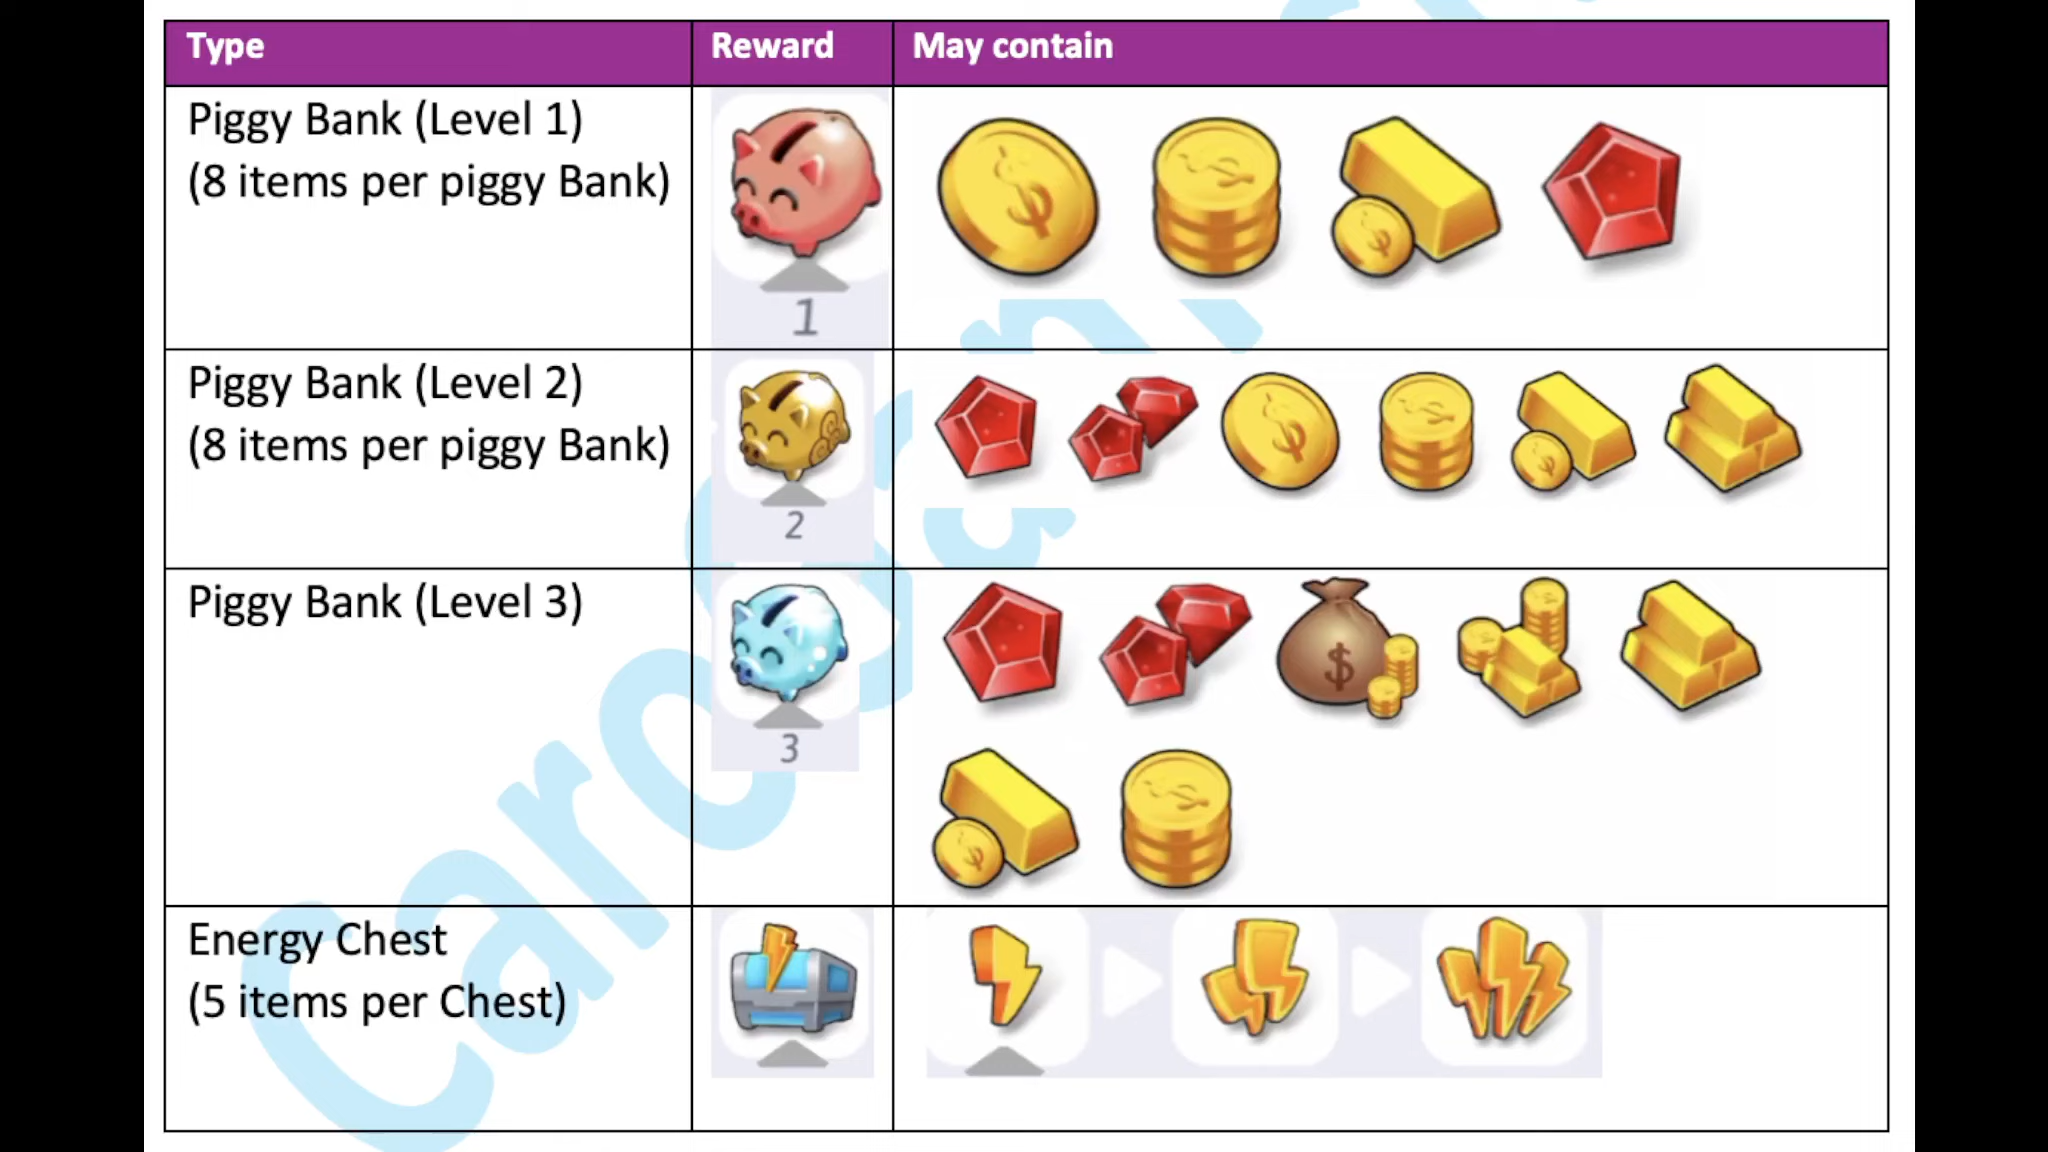 Type Reward May contain
Piggy Bank (Level 1)
(8 items per piggy Bank)
1
Piggy Bank (Level 2)
(8 items per piggy Bank)
2
Piggy Bank (Level 3)
3
Energy Chest
(5 items per Chest)